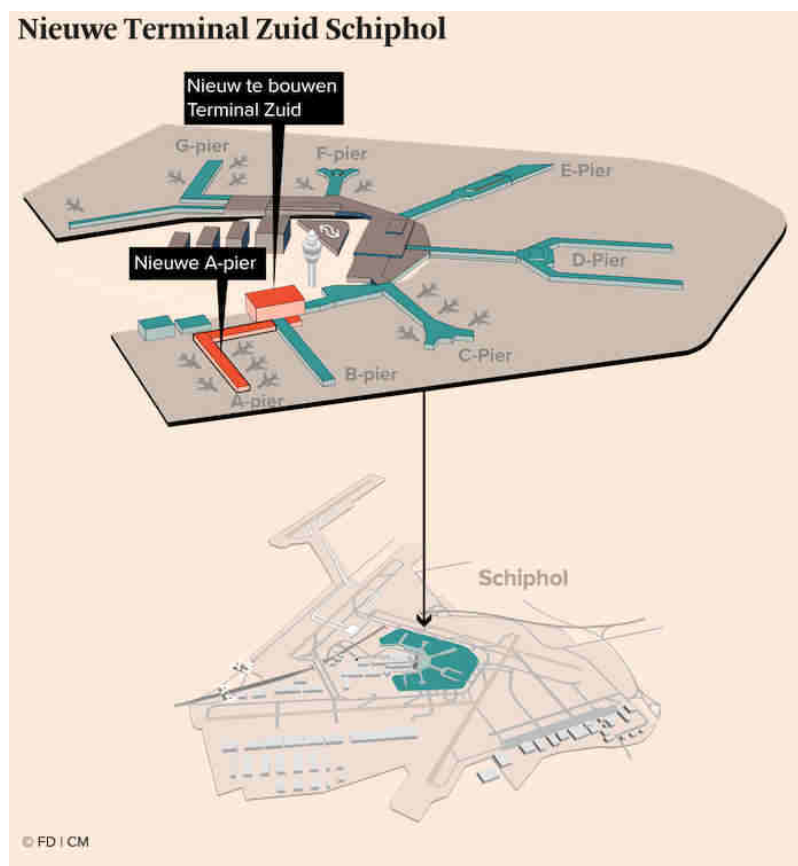 Nieuwe Terminal Zuid Schiphol
Nieuw te bouwen
Terminal Zuid
G-pier
F-pier
E-Pier
D-Pier
Nieuwe A-pier
C-Pier
B-pier
A-pier
Schiphol
© FD | CM